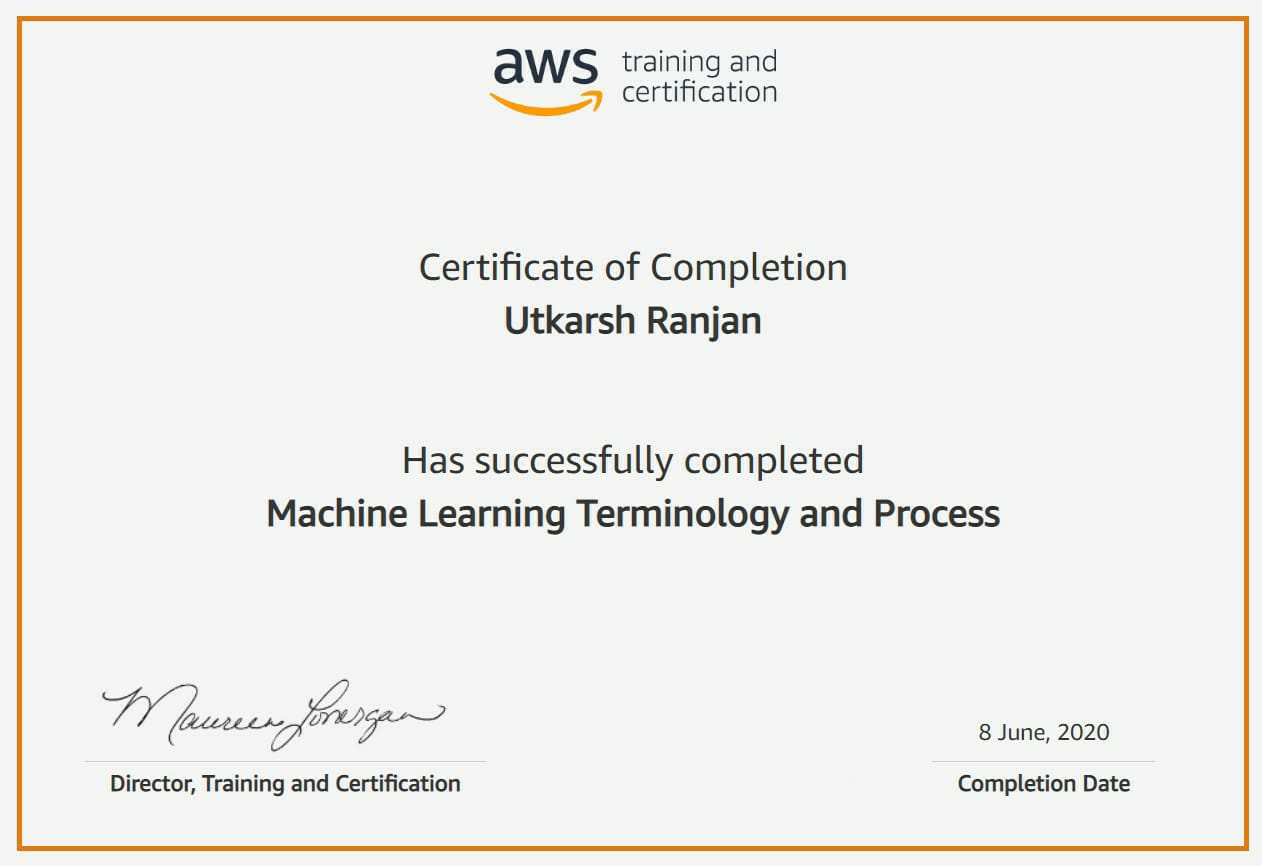 aws training and
certification
Certificate of Completion
Utkarsh Ranjan
Has successfully completed
Machine Learning Terminology and Process
Maureen Lonergan
Director, Training and Certification
8 June, 2020
Completion Date